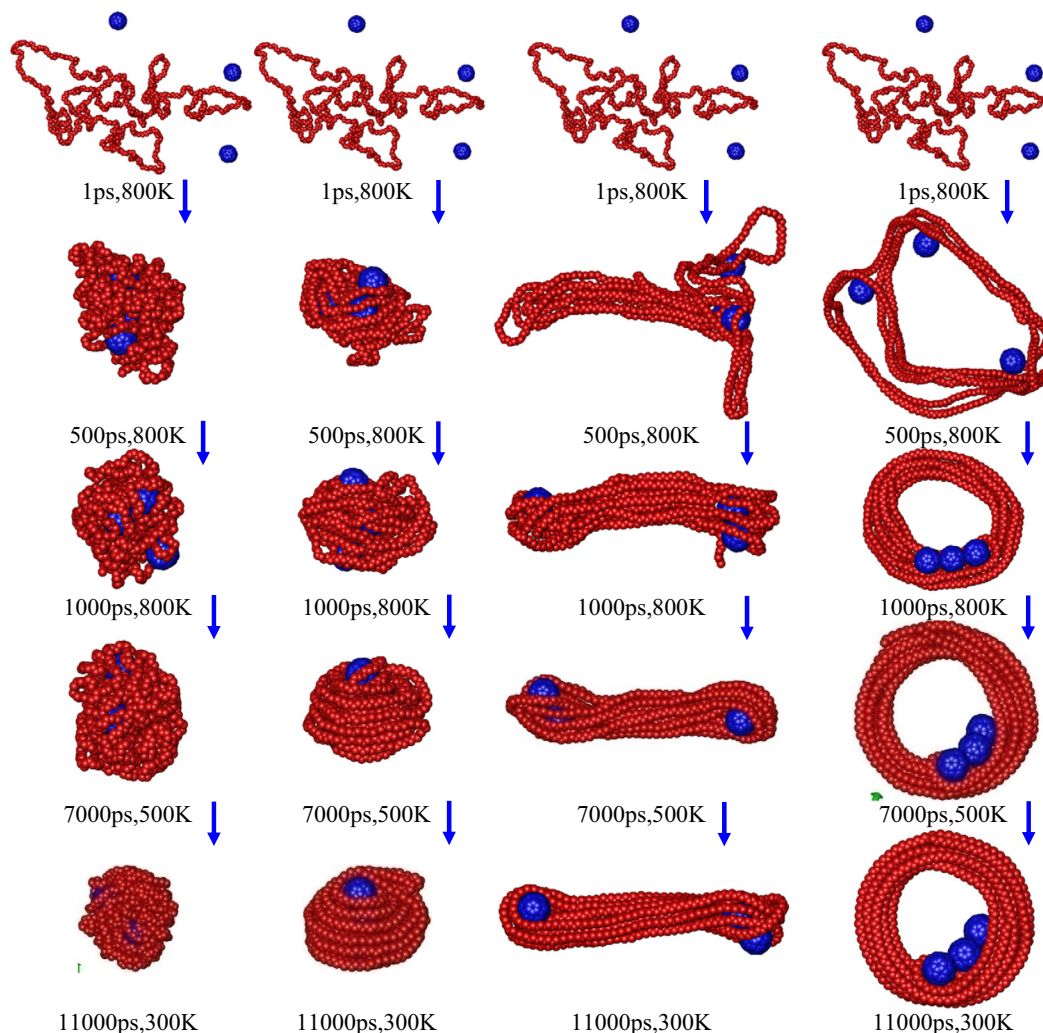 1ps,800K 1ps,800K 1ps,800K 1ps,800K
500ps,800K 500ps,800K 500ps,800K 500ps,800K
1000ps,800K 1000ps,800K 1000ps,800K 1000ps,800K
7000ps,500K 7000ps,500K 7000ps,500K 7000ps,500K
11000ps,300K 11000ps,300K 11000ps,300K 11000ps,300K